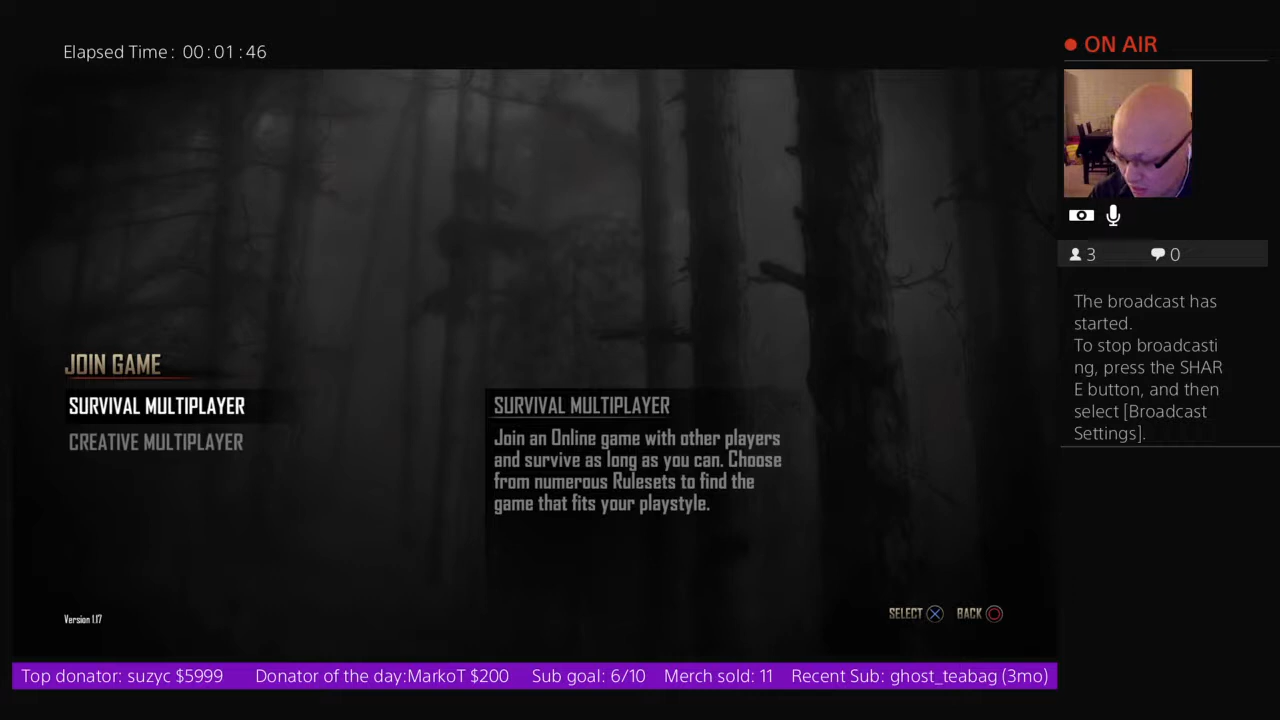 Elapsed Time: 00:01:46
ON AIR
3
0
The broadcast has
started.
To stop broadcasti
ng, press the SHAR
E button, and then
select [Broadcast
Settings].
JOIN GAME
SURVIVAL MULTIPLAYER
CREATIVE MULTIPLAYER
SURVIVAL MULTIPLAYER
Join an Online game with other players
and survive as long as you can. Choose
from numerous Rulesets to find the
game that fits your playstyle.
Version 1.17
SELECT
BACK
Top donator: suzyc $5999 Donator of the day:MarkoT $200 Sub goal: 6/10 Merch sold: 11 Recent Sub: ghost_teabag (3mo)